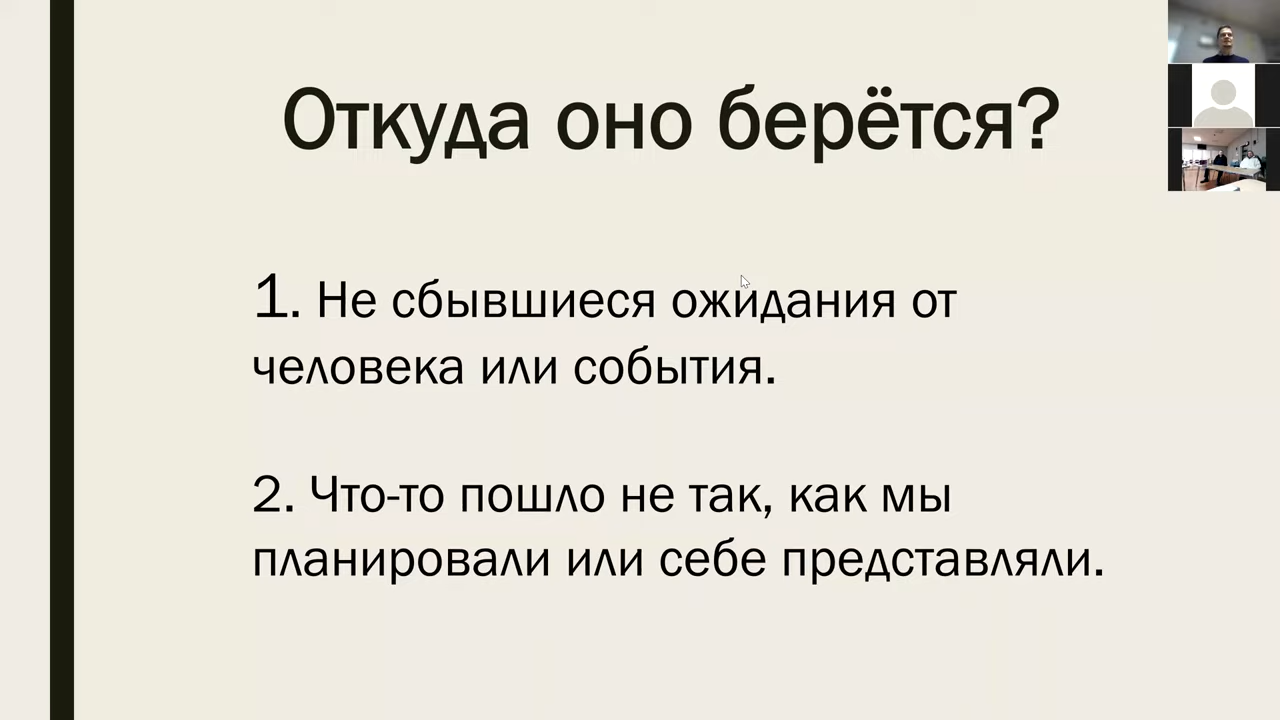 Откуда оно берётся?
1. Не сбывшиеся ожидания от
человека или события.
2. Что-то пошло не так, как мы
планировали или себе представляли.